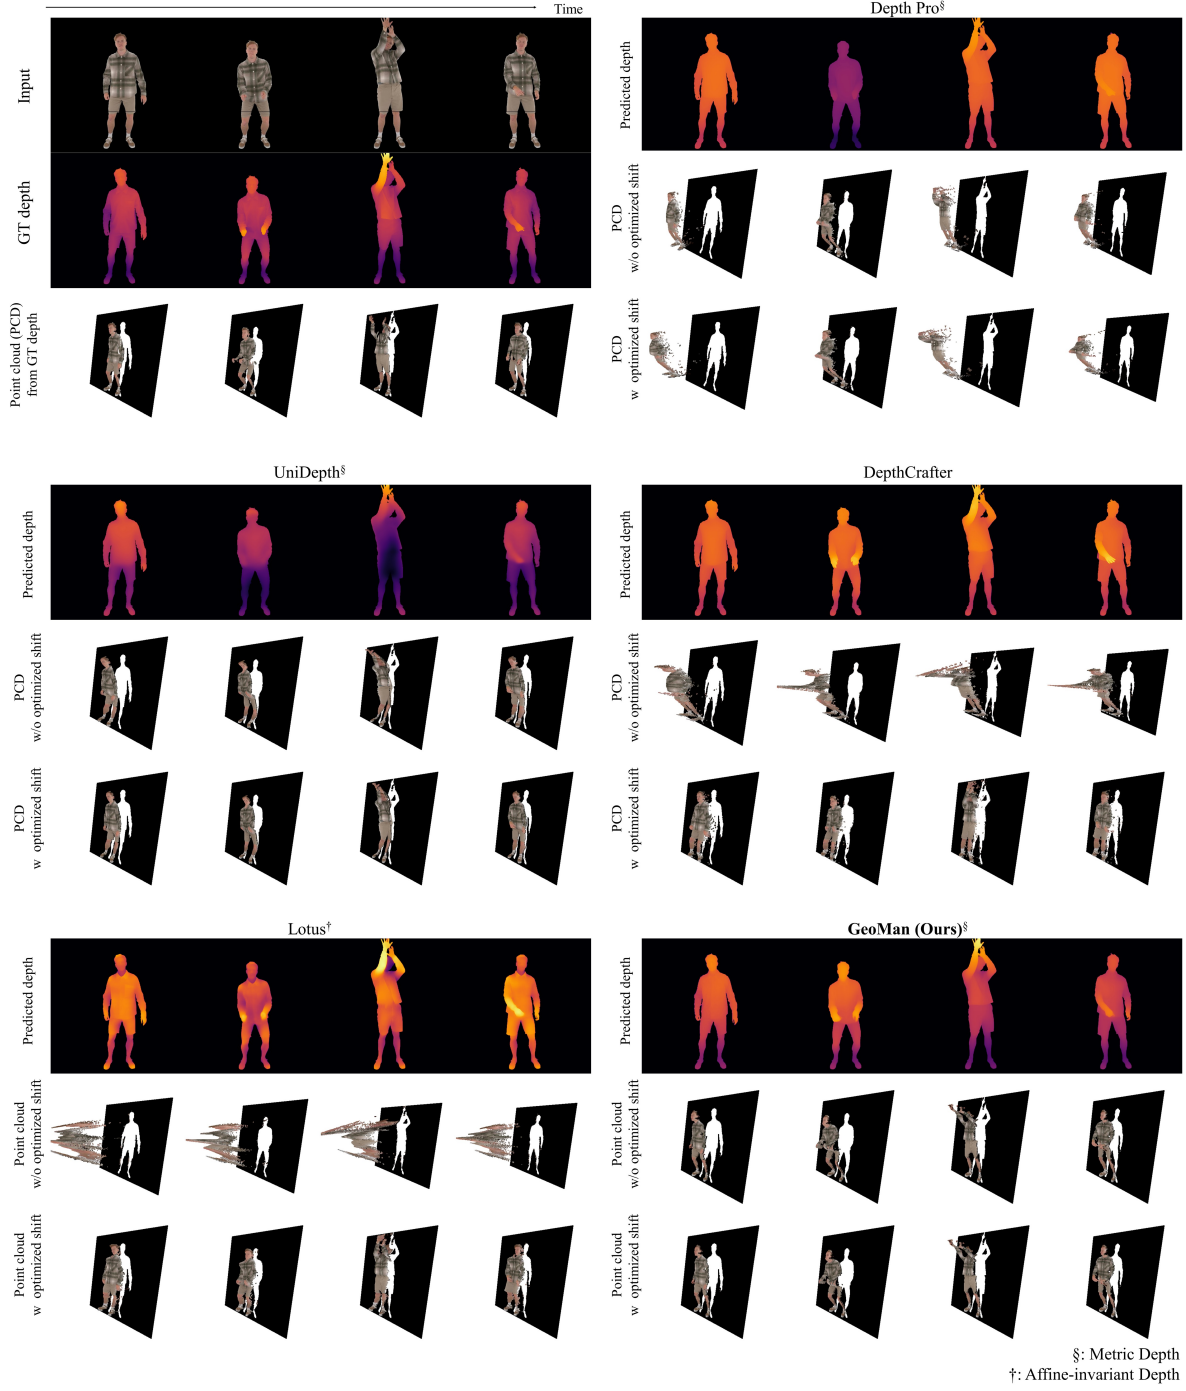 Time
Input
GT depth
Point cloud (PCD)
from GT depth
Depth Pro§
Predicted depth
PCD
w/o optimized shift
PCD
w optimized shift
UniDepth§
Predicted depth
PCD
w/o optimized shift
PCD
w optimized shift
DepthCrafter
Predicted depth
PCD
w/o optimized shift
PCD
w optimized shift
Lotus†
Predicted depth
Point cloud
w/o optimized shift
Point cloud
w optimized shift
GeoMan (Ours)§
Predicted depth
Point cloud
w/o optimized shift
Point cloud
w optimized shift
§: Metric Depth
†: Affine-invariant Depth